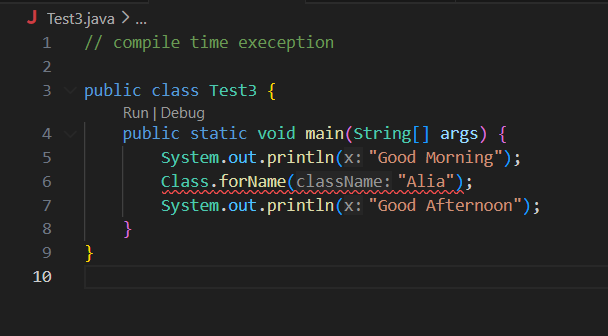 J Test3.java > ...
1 // compile time exeception
2
3 public class Test3 {
Run | Debug
4 public static void main(String[] args) {
5 System.out.println(x: "Good Morning");
6 Class.forName(className: "Alia");
7 System.out.println(x: "Good Afternoon");
8 }
9 }
10